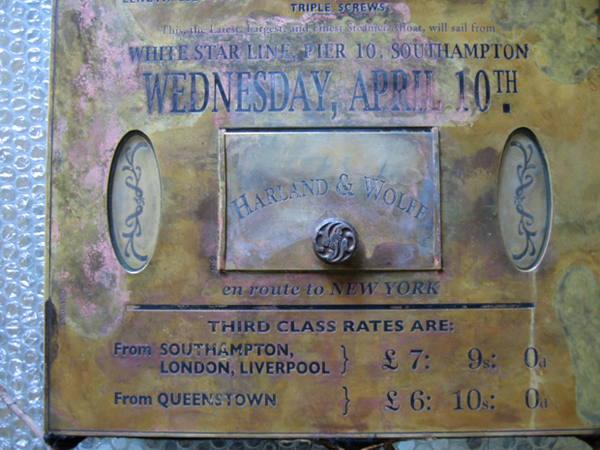 TRIPLE SCREWS
This, the Latest, Largest, and Finest Steamer Afloat, will sail from
WHITE STAR LINE, PIER 10, SOUTHAMPTON
WEDNESDAY, APRIL 10TH.
HARLAND & WOLFF
en route to NEW YORK
THIRD CLASS RATES ARE:
From SOUTHAMPTON, LONDON, LIVERPOOL } £ 7: 9s: 0d
From QUEENSTOWN } £ 6: 10s: 0d